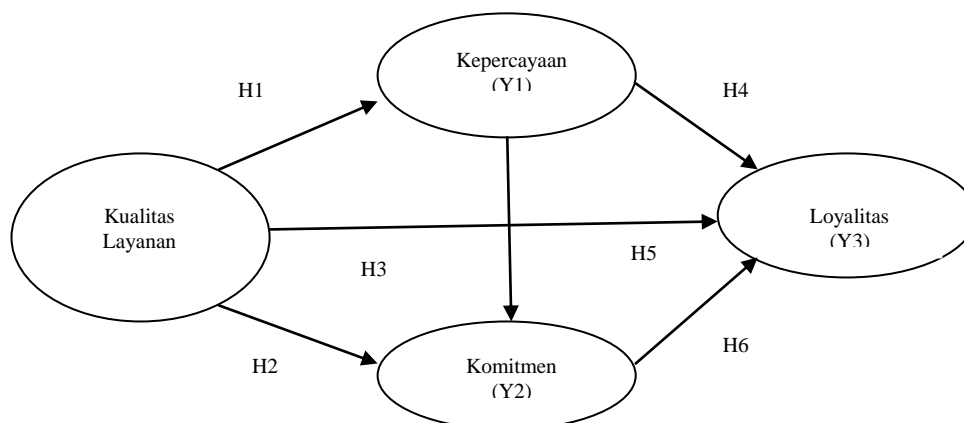 Kepercayaan
(Y1)
H1
H4
Kualitas
Layanan
Loyalitas
(Y3)
H3
H5
H2
Komitmen
(Y2)
H6